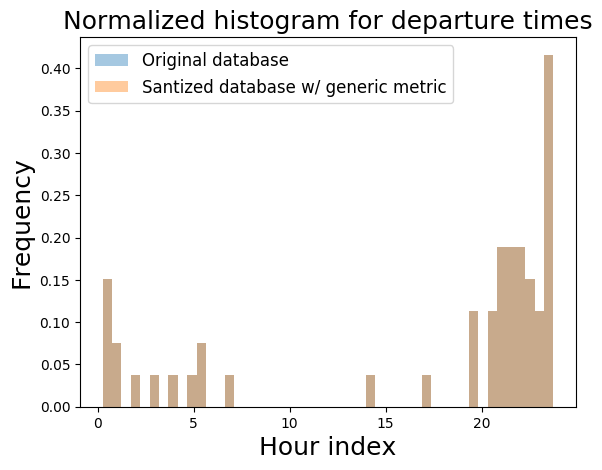 Normalized histogram for departure times
Original database
Santized database w/ generic metric
Frequency
0.40
0.35
0.30
0.25
0.20
0.15
0.10
0.05
0.00
0 5 10 15 20
Hour index